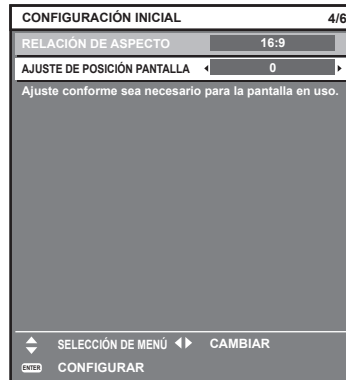 CONFIGURACIÓN INICIAL 4/6
RELACIÓN DE ASPECTO 16:9
AJUSTE DE POSICIÓN PANTALLA 0
Ajuste conforme sea necesario para la pantalla en uso.
SELECCIÓN DE MENÚ CAMBIAR
ENTER CONFIGURAR